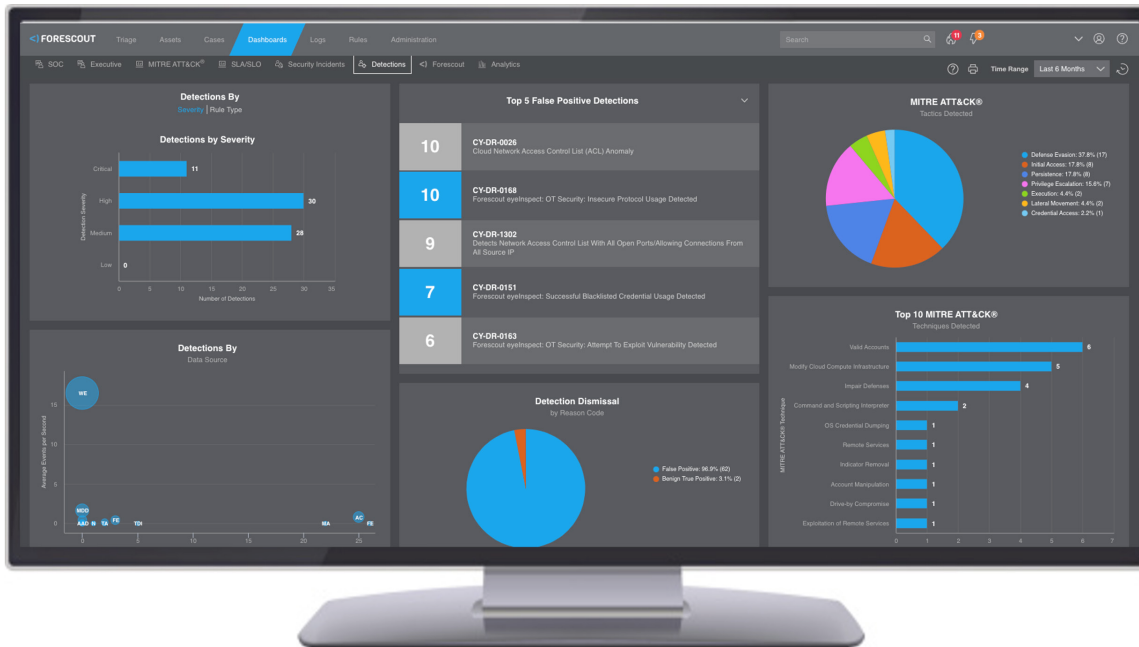 <) FORESCOUT
Triage
Assets
Cases
Dashboards
Logs
Rules
Administration
Search
11
3
SOC
Executive
MITRE ATT&CK®
SLA/SLO
Security Incidents
Detections
Forescout
Analytics
Time Range
Last 6 Months
Detections By
Severity | Rule Type
Detections by Severity
Detection Severity
Critical
11
High
30
Medium
28
Low
0
0 5 10 15 20 25 30 35
Number of Detections
Top 5 False Positive Detections
10
CY-DR-0026
Cloud Network Access Control List (ACL) Anomaly
10
CY-DR-0168
Forescout eyeInspect: OT Security: Insecure Protocol Usage Detected
9
CY-DR-1302
Detects Network Access Control List With All Open Ports/Allowing Connections From
All Source IP
7
CY-DR-0151
Forescout eyeInspect: Successful Blacklisted Credential Usage Detected
6
CY-DR-0163
Forescout eyeInspect: OT Security: Attempt To Exploit Vulnerability Detected
MITRE ATT&CK®
Tactics Detected
Defense Evasion: 37.8% (17)
Initial Access: 17.8% (8)
Persistence: 17.8% (8)
Privilege Escalation: 15.6% (7)
Execution: 4.4% (2)
Lateral Movement: 4.4% (2)
Credential Access: 2.2% (1)
Detections By
Data Source
Average Events per Second
15
10
5
0
WE
MDD
AAD
N
TA
FE
TDI
MA
AC
FE
0 5 10 15 20 25
Detection Dismissal
by Reason Code
False Positive: 96.9% (62)
Benign True Positive: 3.1% (2)
Top 10 MITRE ATT&CK®
Techniques Detected
MITRE ATT&CK® Technique
Valid Accounts
6
Modify Cloud Compute Infrastructure
5
Impair Defenses
4
Command and Scripting Interpreter
2
OS Credential Dumping
1
Remote Services
1
Indicator Removal
1
Account Manipulation
1
Drive-by Compromise
1
Exploitation of Remote Services
1
0 1 2 3 4 5 6 7